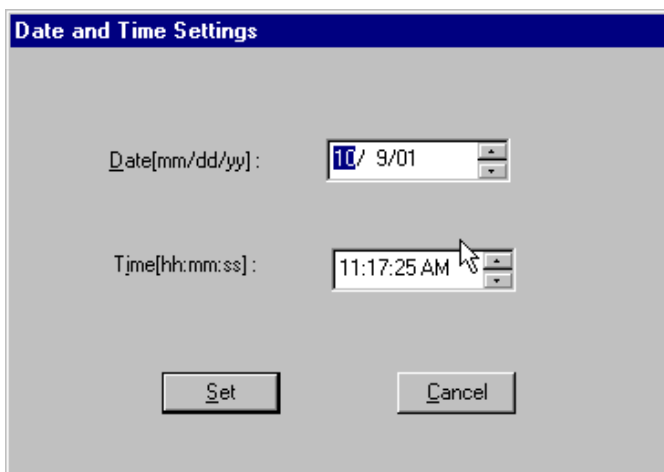 Date and Time Settings
Date[mm/dd/yy] : 10/ 9/01
Time[hh:mm:ss] : 11:17:25 AM
Set Cancel